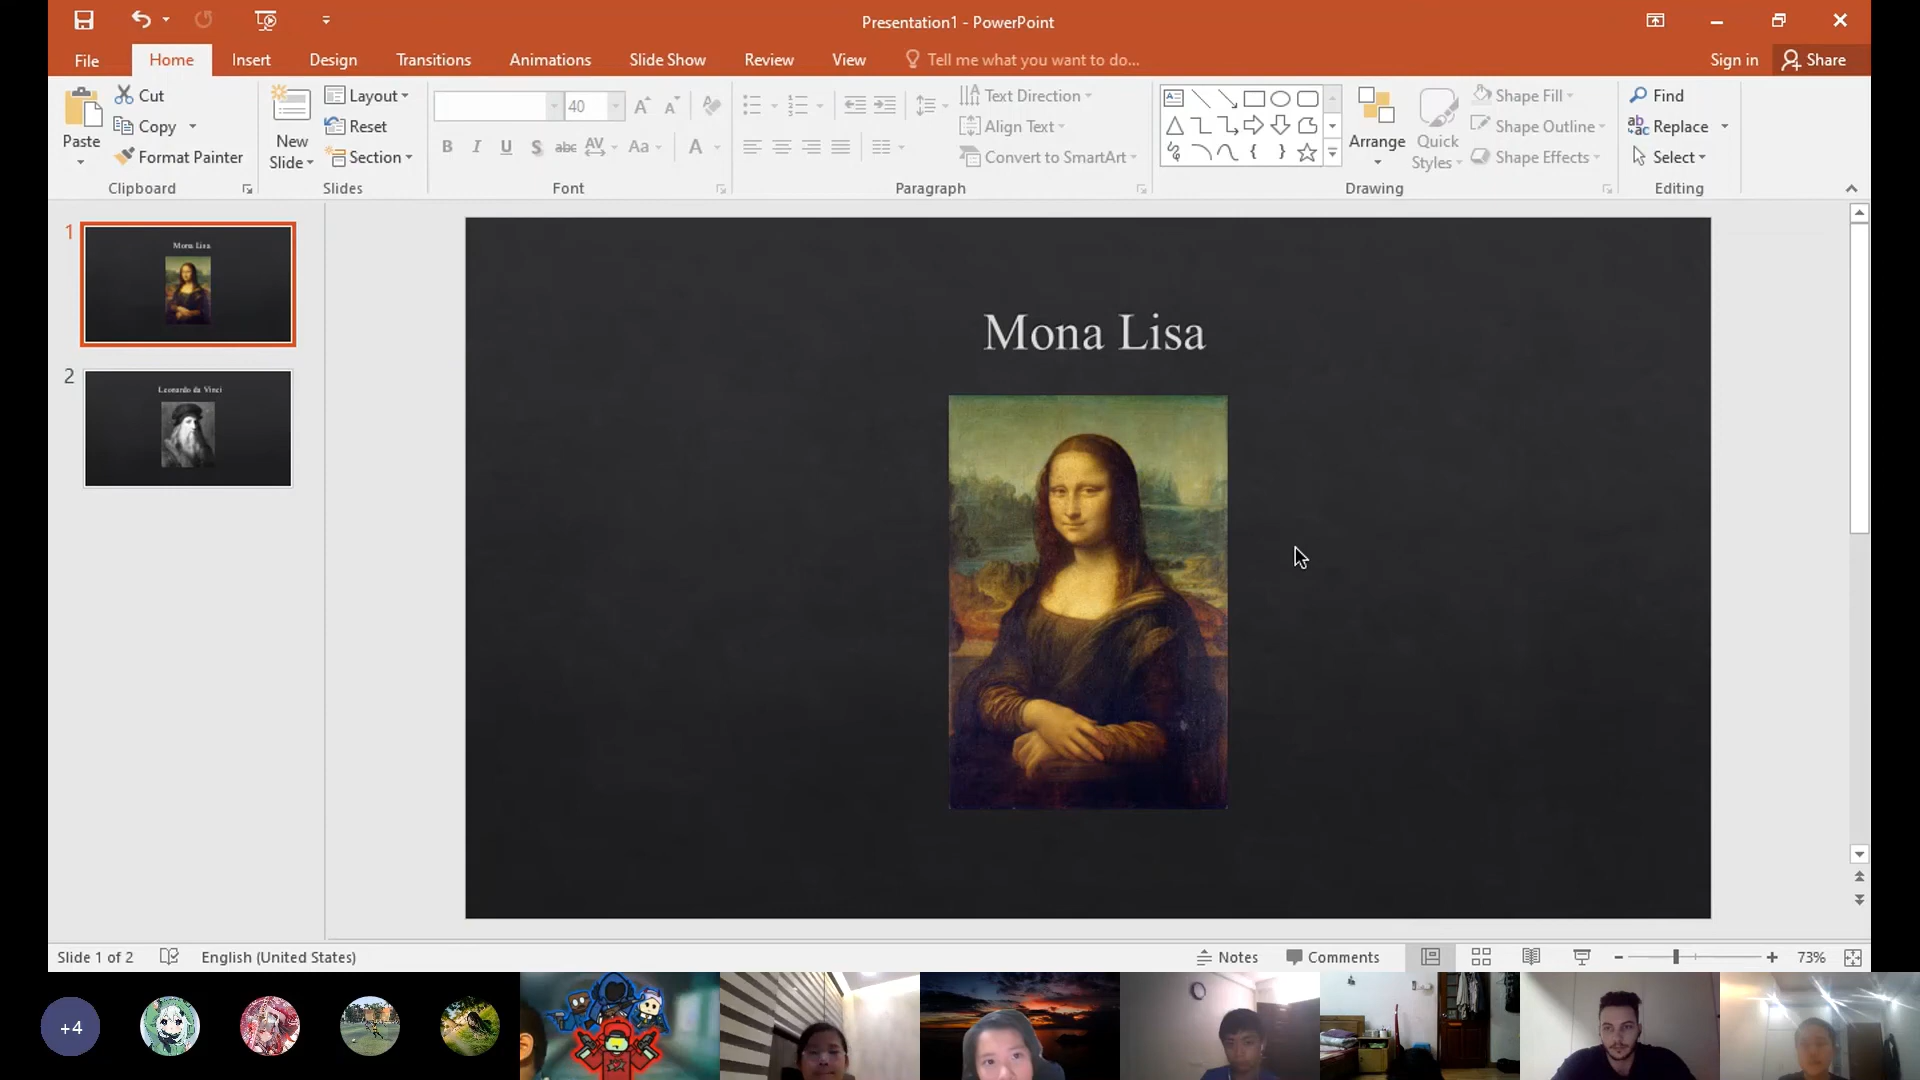 Presentation1 - PowerPoint
File
Home
Insert
Design
Transitions
Animations
Slide Show
Review
View
Tell me what you want to do...
Sign in
Share
Paste
Cut
Copy
Format Painter
Clipboard
New
Slide
Layout
Reset
Section
Slides
40
B I U S abc AV Aa A
Font
Text Direction
Align Text
Convert to SmartArt
Paragraph
Arrange
Quick
Styles
Shape Fill
Shape Outline
Shape Effects
Drawing
Find
Replace
Select
Editing
1
Mona Lisa
2
Leonardo da Vinci
Mona Lisa
Slide 1 of 2
English (United States)
Notes
Comments
73%
+4